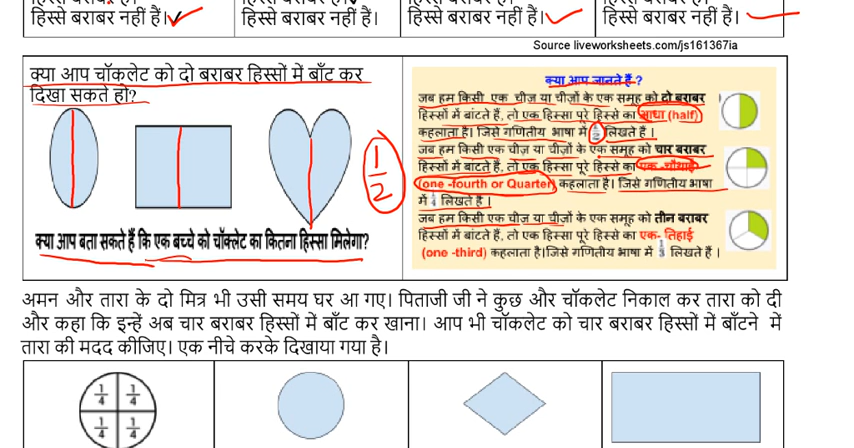 हिस्से बराबर नहीं हैं। हिस्से बराबर नहीं हैं। हिस्से बराबर नहीं हैं। हिस्से बराबर नहीं हैं।
Source liveworksheets.com/js161367ia
क्या आप चॉकलेट को दो बराबर हिस्सों में बाँट कर
दिखा सकते हो?
1/2
क्या आप बता सकते हैं कि एक बच्चे को चॉक्लेट का कितना हिस्सा मिलेगा?
क्या आप जानते हैं ?
जब हम किसी एक चीज़ या चीज़ों के एक समूह को दो बराबर
हिस्सों में बांटते हैं, तो एक हिस्सा पूरे हिस्से का आधा (half)
कहलाता है। जिसे गणितीय भाषा में 1/2 लिखते हैं ।
जब हम किसी एक चीज़ या चीज़ों के एक समूह को चार बराबर
हिस्सों में बाटते हैं, तो एक हिस्सा पूरे हिस्से का एक -चौथाई
(one -fourth or Quarter) कहलाता है। जिसे गणितीय भाषा
में 1/4 लिखते है ।
जब हम किसी एक चीज़ या चीज़ों के एक समूह को तीन बराबर
हिस्सों में बांटते हैं, तो एक हिस्सा पूरे हिस्से का एक- तिहाई
(one -third) कहलाता है।जिसे गणितीय भाषा में 1/3 लिखते हैं ।
अमन और तारा के दो मित्र भी उसी समय घर आ गए। पिताजी जी ने कुछ और चॉकलेट निकाल कर तारा को दी
और कहा कि इन्हें अब चार बराबर हिस्सों में बाँट कर खाना। आप भी चॉकलेट को चार बराबर हिस्सों में बाँटने में
तारा की मदद कीजिए। एक नीचे करके दिखाया गया है।
1/4 1/4
1/4 1/4